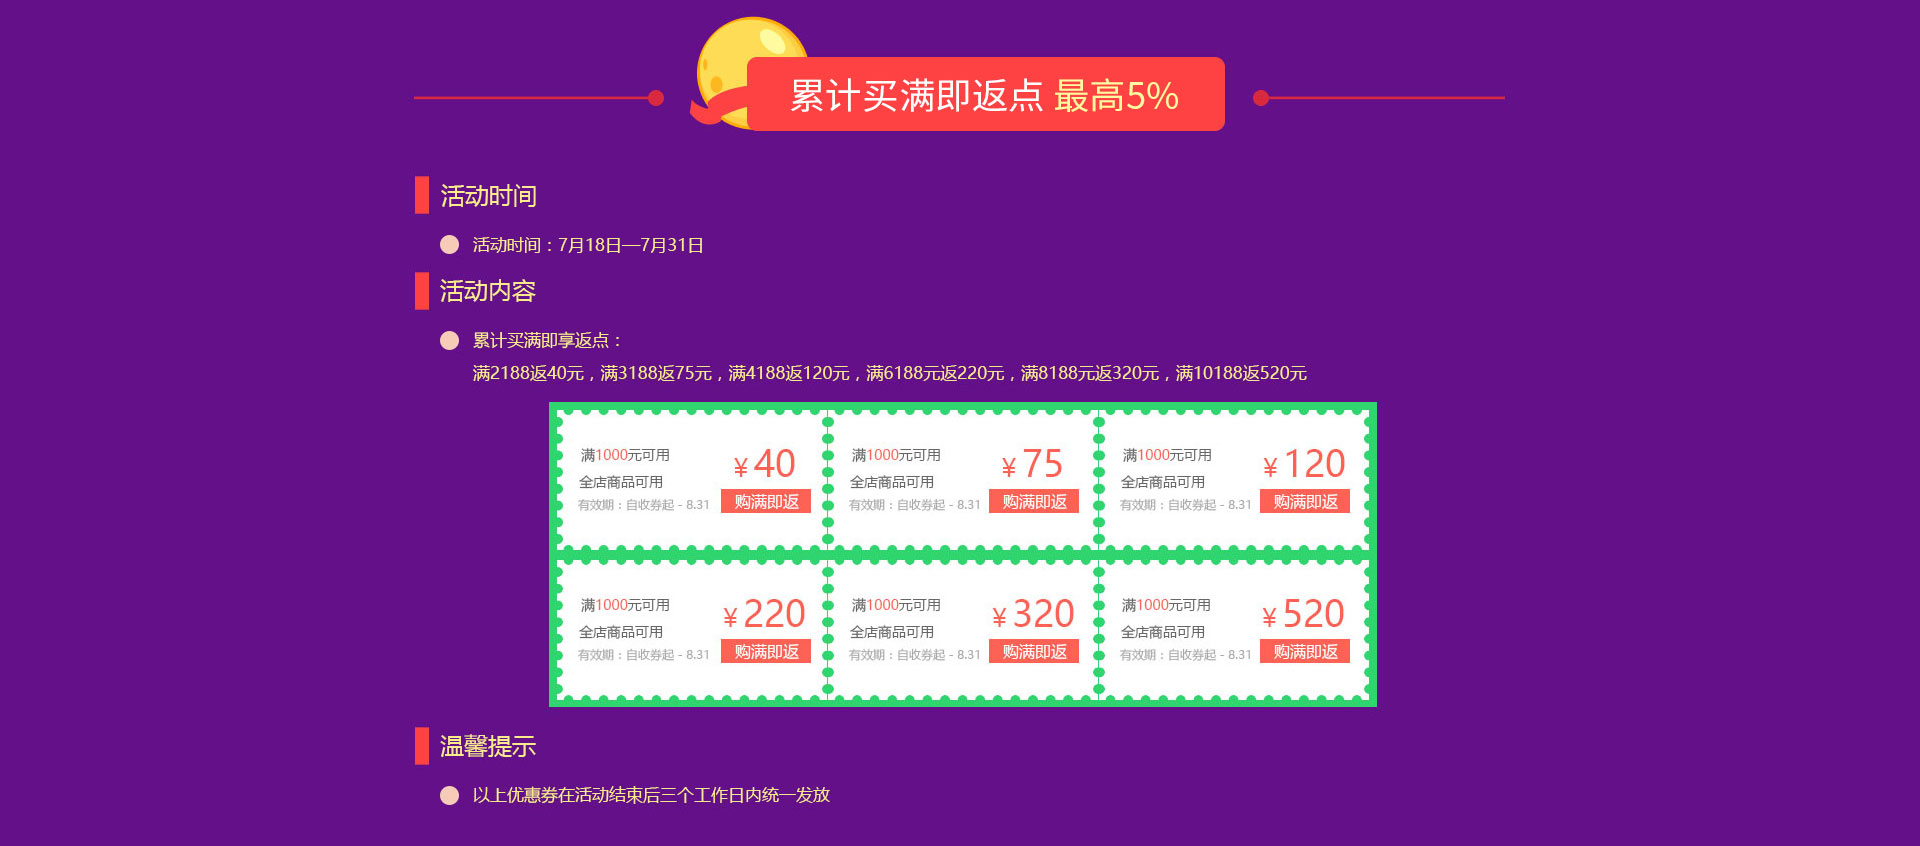 累计买满即返点 最高5%
活动时间
活动时间：7月18日—7月31日
活动内容
累计买满即享返点：
满2188返40元，满3188返75元，满4188返120元，满6188元返220元，满8188元返320元，满10188返520元
满1000元可用
全店商品可用
有效期：自收券起 - 8.31
¥ 40
购满即返
满1000元可用
全店商品可用
有效期：自收券起 - 8.31
¥ 75
购满即返
满1000元可用
全店商品可用
有效期：自收券起 - 8.31
¥ 120
购满即返
满1000元可用
全店商品可用
有效期：自收券起 - 8.31
¥ 220
购满即返
满1000元可用
全店商品可用
有效期：自收券起 - 8.31
¥ 320
购满即返
满1000元可用
全店商品可用
有效期：自收券起 - 8.31
¥ 520
购满即返
温馨提示
以上优惠券在活动结束后三个工作日内统一发放